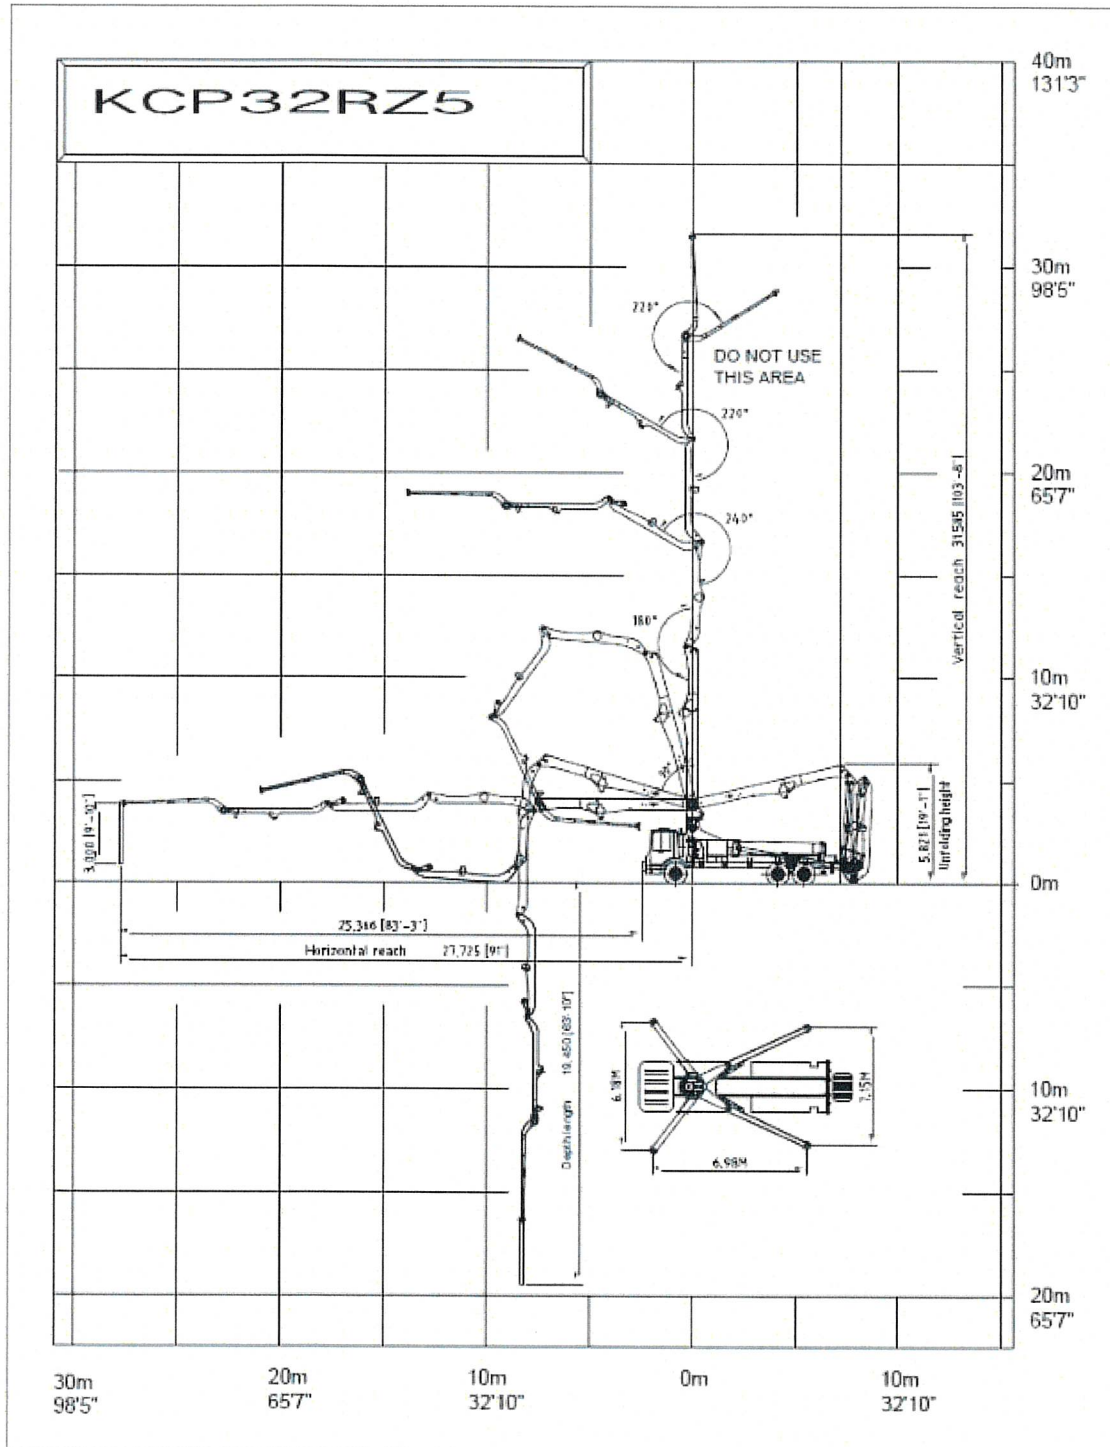 KCP32RZ5
40m
131'3"
30m
98'5"
220°
DO NOT USE
THIS AREA
220°
20m
65'7"
240°
Vertical reach 31585 [103'-8"]
180°
10m
32'10"
90°
5.821 [19'-1"]
Unfolding height
3,000 [9'-10"]
0m
25.366 [83'-3"]
Horizontal reach 27,725 [91']
Depth length 19,450 [63'-10"]
6.18M
7.15M
6.98M
10m
32'10"
20m
65'7"
30m
98'5"
20m
65'7"
10m
32'10"
0m
10m
32'10"